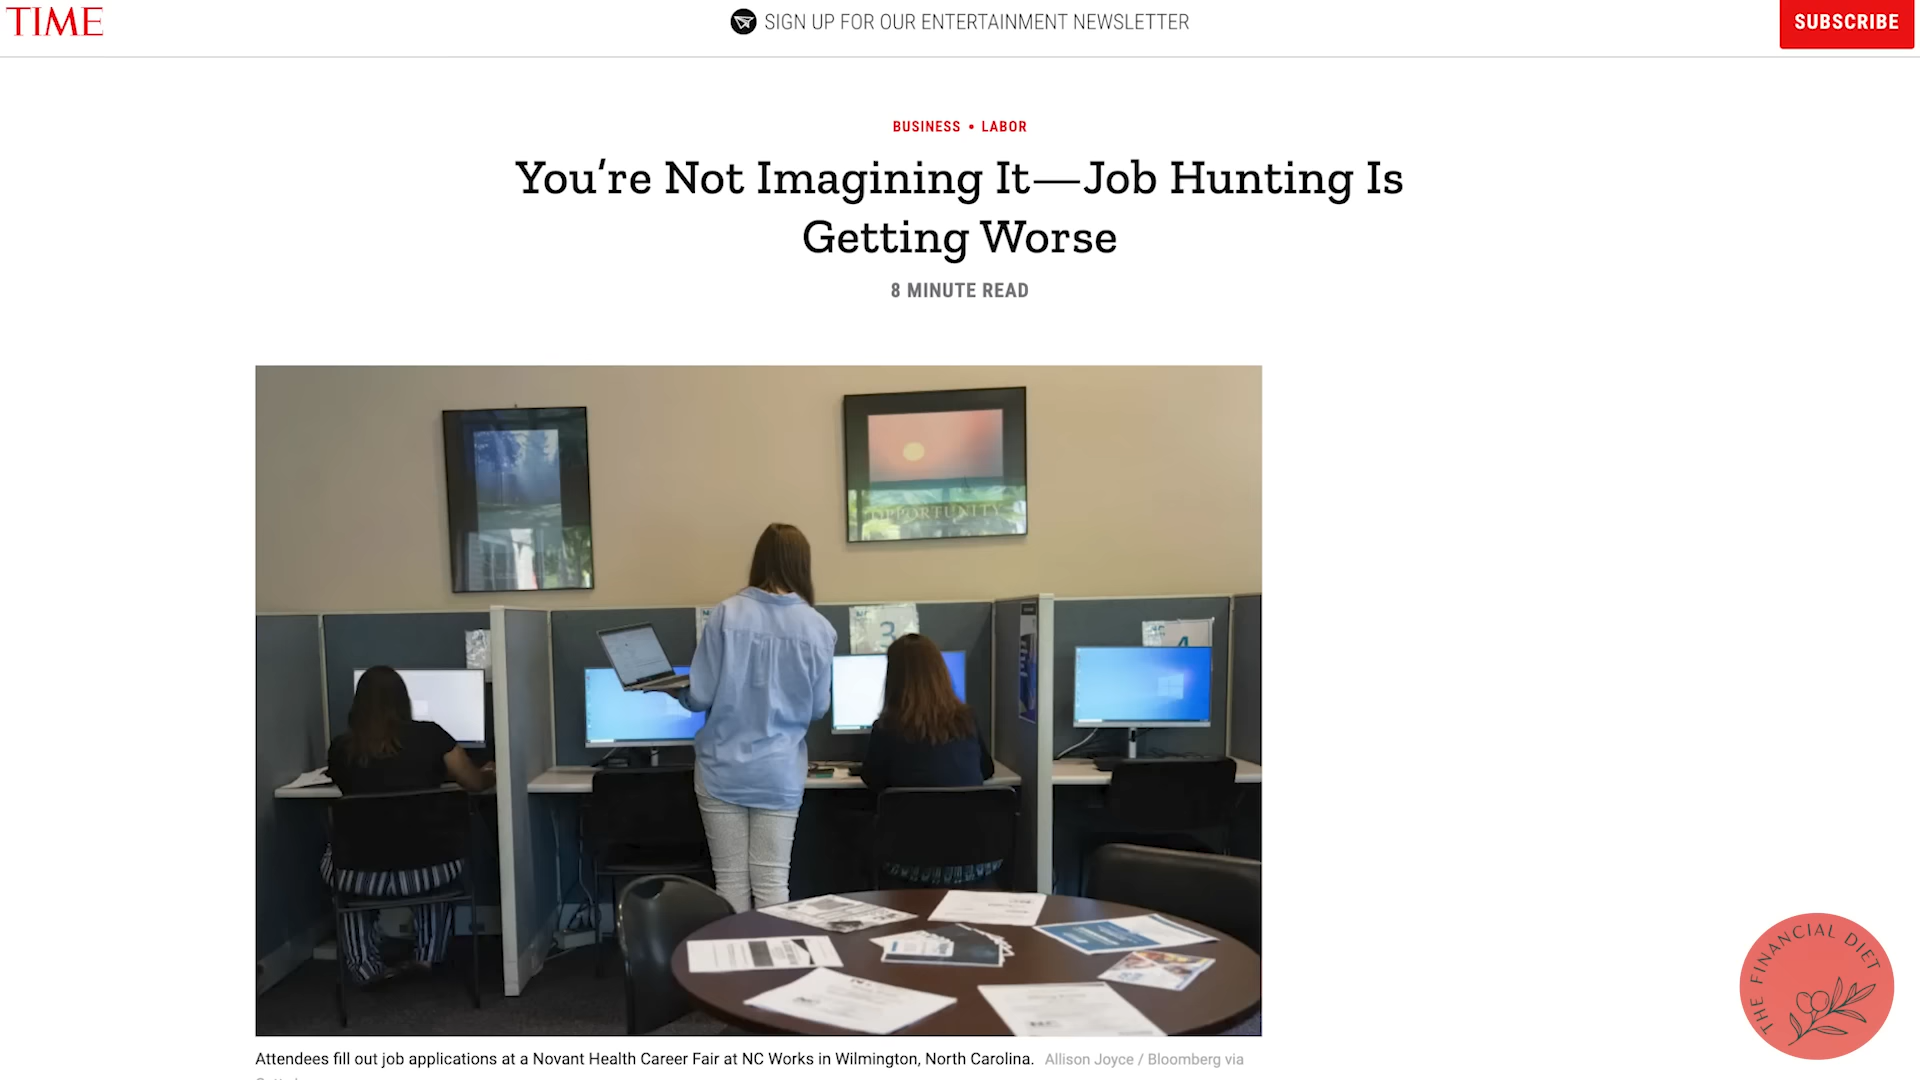 TIME
SIGN UP FOR OUR ENTERTAINMENT NEWSLETTER
SUBSCRIBE
BUSINESS • LABOR
You’re Not Imagining It—Job Hunting Is
Getting Worse
8 MINUTE READ
OPPORTUNITY
3
4
Attendees fill out job applications at a Novant Health Career Fair at NC Works in Wilmington, North Carolina. Allison Joyce / Bloomberg via
THE FINANCIAL DIET